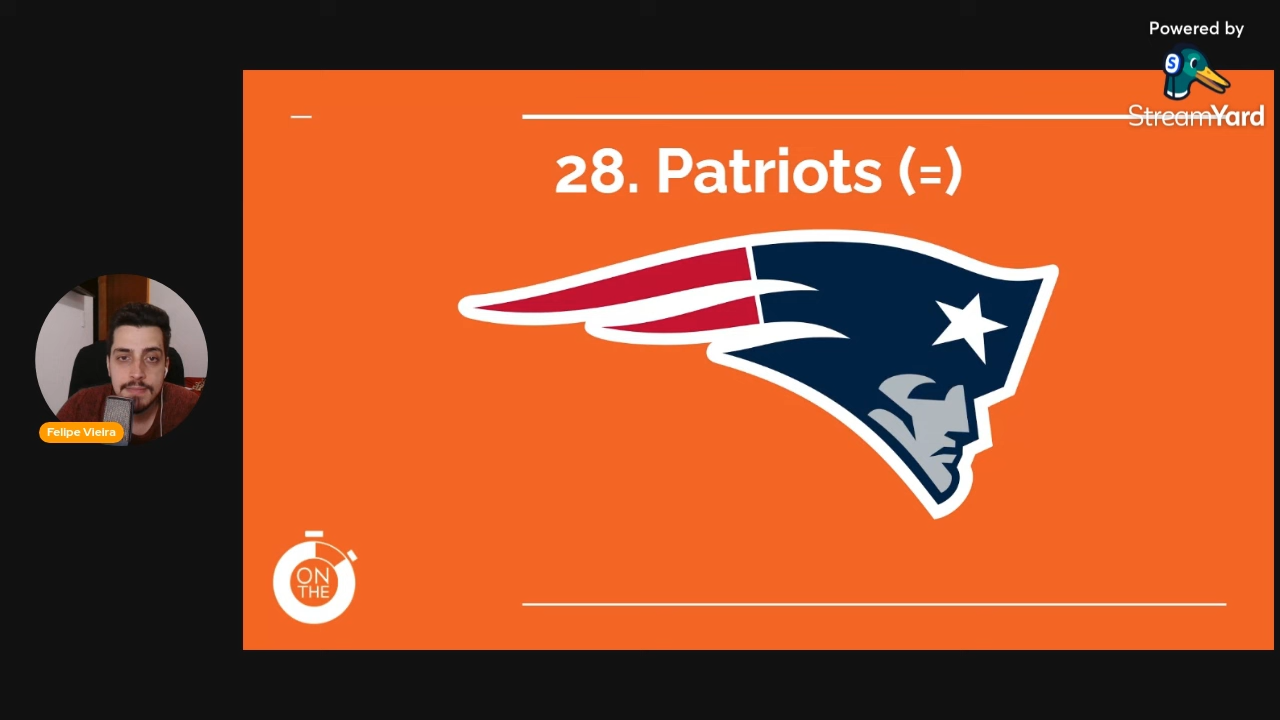 Powered by
StreamYard
28. Patriots (=)
Felipe Vieira
ON
THE
S